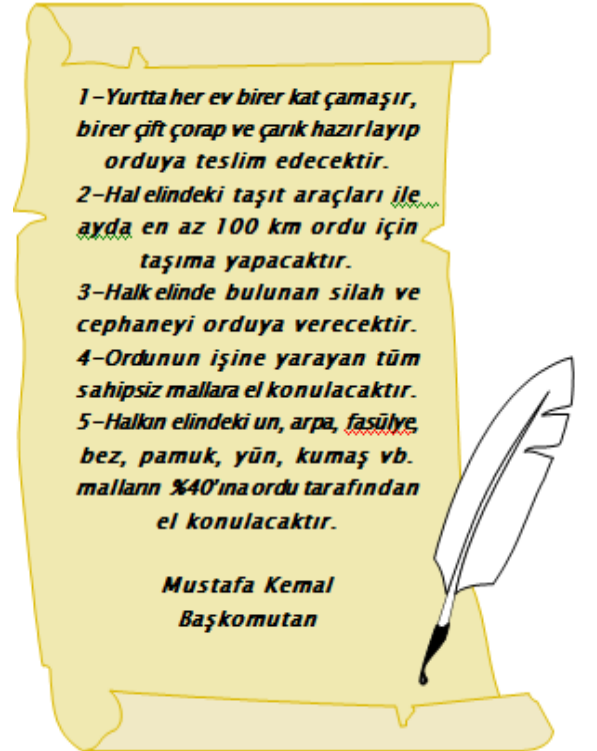 1-Yurtta her ev birer kat çamaşır,
birer çift çorap ve çarık hazırlayıp
orduya teslim edecektir.
2-Hal elindeki taşıt araçları ile
ayda en az 100 km ordu için
taşıma yapacaktır.
3-Halk elinde bulunan silah ve
cephaneyi orduya verecektir.
4-Ordunun işine yarayan tüm
sahipsiz mallara el konulacaktır.
5-Halkın elindeki un, arpa, fasülye,
bez, pamuk, yün, kumaş vb.
malların %40'ına ordu tarafından
el konulacaktır.
Mustafa Kemal
Başkomutan